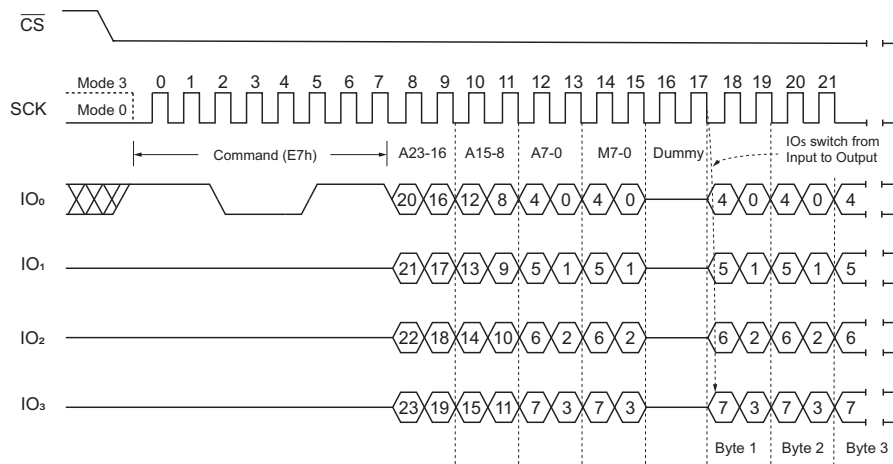 CS
Mode 3
0 1 2 3 4 5 6 7 8 9 10 11 12 13 14 15 16 17 18 19 20 21
SCK
Mode 0
Command (E7h)
A23-16 A15-8 A7-0 M7-0 Dummy
IOs switch from
Input to Output
IO₀
20 16 12 8 4 0 4 0 4 0 4 0 4
IO₁
21 17 13 9 5 1 5 1 5 1 5 1 5
IO₂
22 18 14 10 6 2 6 2 6 2 6 2 6
IO₃
23 19 15 11 7 3 7 3 7 3 7 3 7
Byte 1 Byte 2 Byte 3